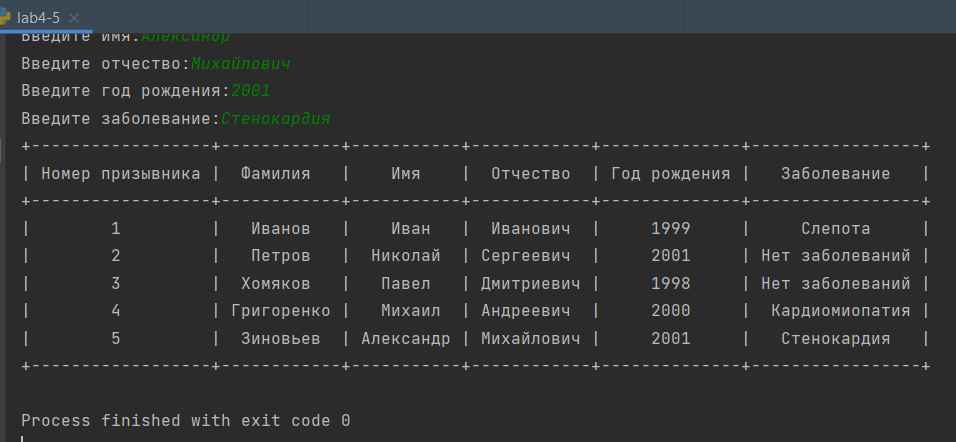 lab4-5
Введите имя:Александр
Введите отчество:Михайлович
Введите год рождения:2001
Введите заболевание:Стенокардия
+------------------+------------+-----------+------------+--------------+-----------------+
| Номер призывника |  Фамилия   |    Имя    |  Отчество  | Год рождения |   Заболевание   |
+------------------+------------+-----------+------------+--------------+-----------------+
|        1         |   Иванов   |    Иван   |  Иванович  |     1999     |     Слепота     |
|        2         |   Петров   |  Николай  | Сергеевич  |     2001     | Нет заболеваний |
|        3         |  Хомяков   |   Павел   | Дмитриевич |     1998     | Нет заболеваний |
|        4         | Григоренко |   Михаил  | Андреевич  |     2000     |  Кардиомиопатия |
|        5         |  Зиновьев  | Александр | Михайлович |     2001     |   Стенокардия   |
+------------------+------------+-----------+------------+--------------+-----------------+
Process finished with exit code 0